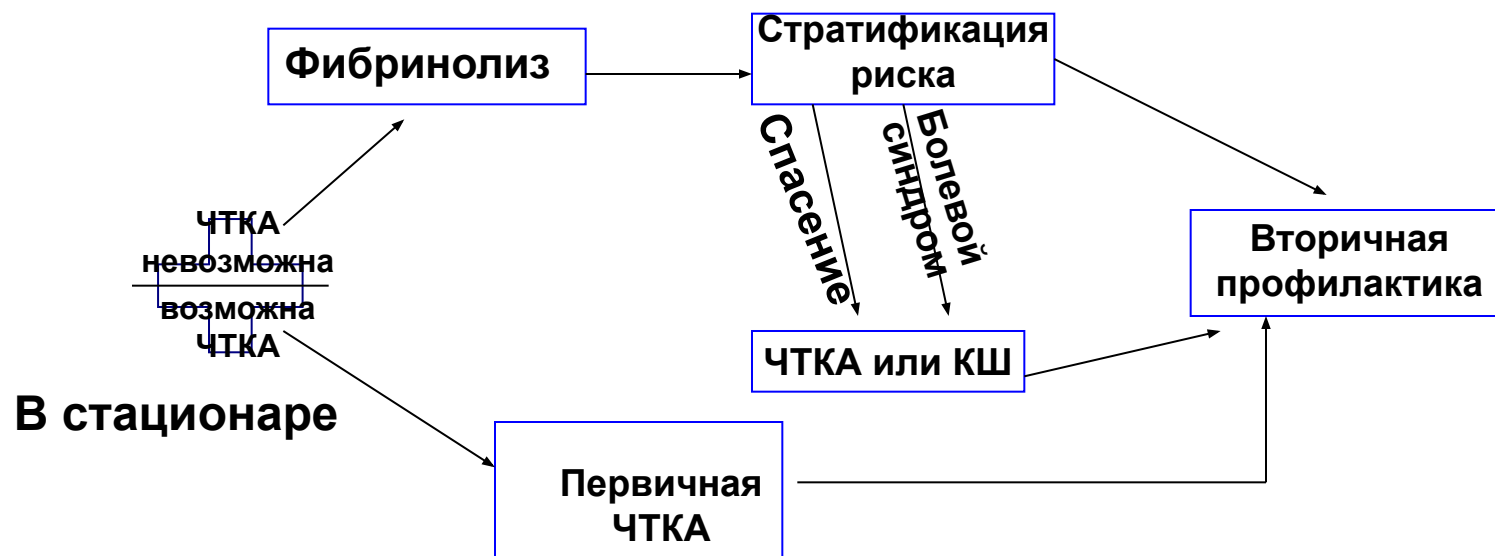 Фибринолиз
Стратификация
риска
Спасение
Болевой
синдром
ЧТКА
невозможна
возможна
ЧТКА
В стационаре
Вторичная
профилактика
ЧТКА или КШ
Первичная
ЧТКА